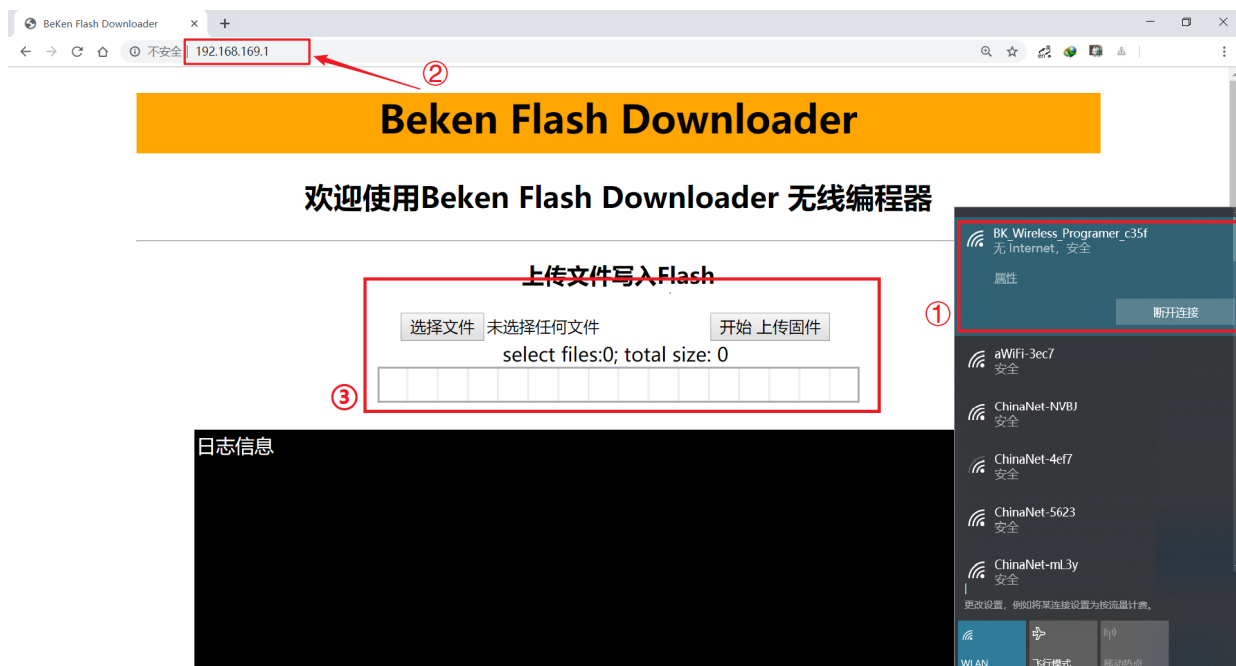 BeKen Flash Downloader
不安全 192.168.169.1
②
Beken Flash Downloader
欢迎使用Beken Flash Downloader 无线编程器
上传文件写入Flash
选择文件 未选择任何文件 开始 上传固件
select files:0; total size: 0
③
日志信息
①
BK_Wireless_Programer_c35f
无 Internet，安全
属性
断开连接
aWiFi-3ec7
安全
ChinaNet-NVBJ
安全
ChinaNet-4ef7
安全
ChinaNet-5623
安全
ChinaNet-mL3y
安全
更改设置，例如将某连接设置为按流量计费。
WLAN 飞行模式 移动热点